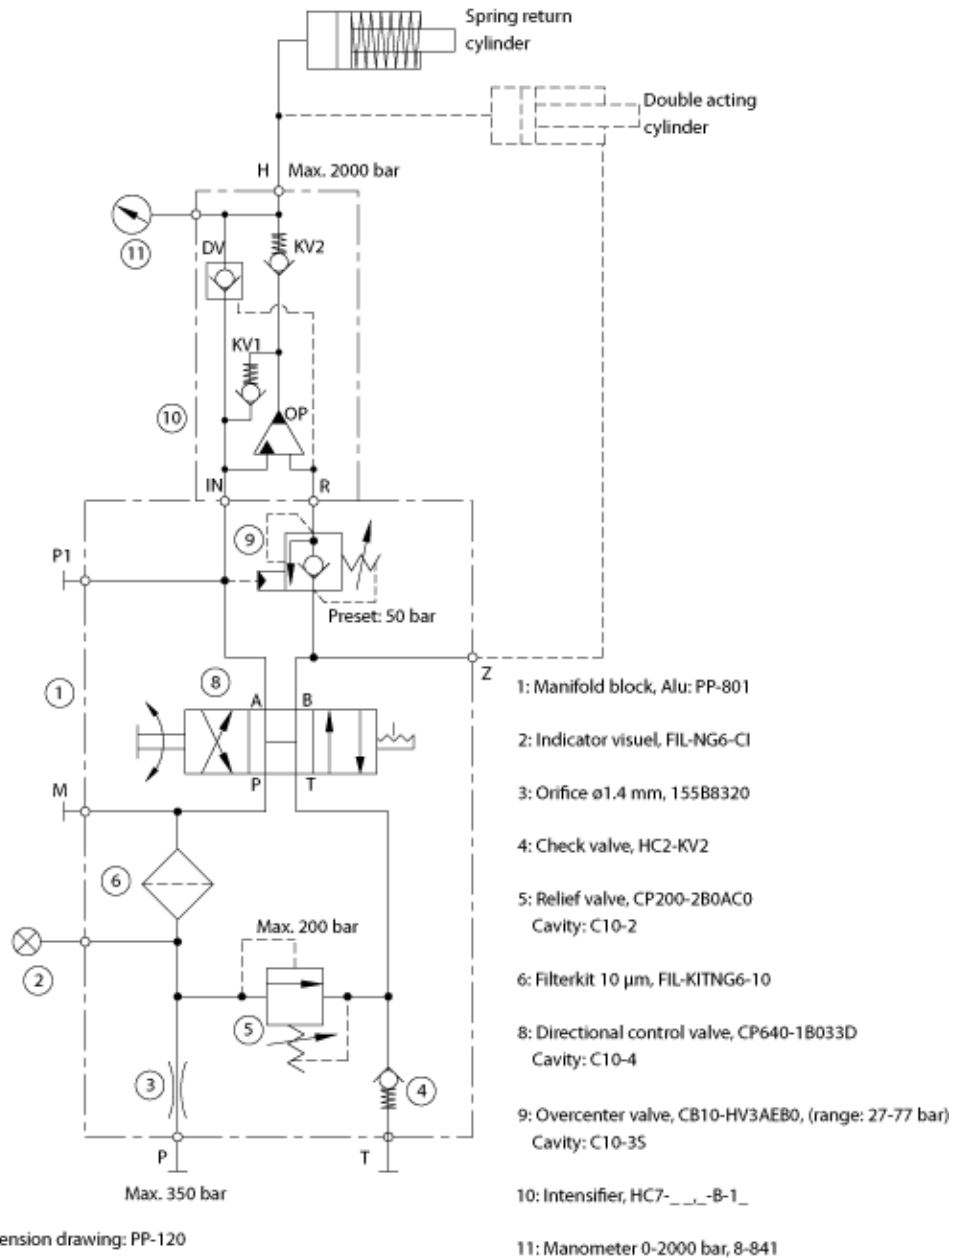 Spring return
cylinder
Double acting
cylinder
H Max. 2000 bar
11
DV
KV2
KV1
10
OP
IN
R
9
P1
Preset: 50 bar
Z
1
8
A
B
P
T
M
6
Max. 200 bar
2
5
3
4
P
T
Max. 350 bar
ension drawing: PP-120
1: Manifold block, Alu: PP-801
2: Indicator visuel, FIL-NG6-CI
3: Orifice ø1.4 mm, 155B8320
4: Check valve, HC2-KV2
5: Relief valve, CP200-2B0AC0
Cavity: C10-2
6: Filterkit 10 µm, FIL-KITNG6-10
8: Directional control valve, CP640-1B033D
Cavity: C10-4
9: Overcenter valve, CB10-HV3AEB0, (range: 27-77 bar)
Cavity: C10-3S
10: Intensifier, HC7-_ _,_-B-1_
11: Manometer 0-2000 bar, 8-841